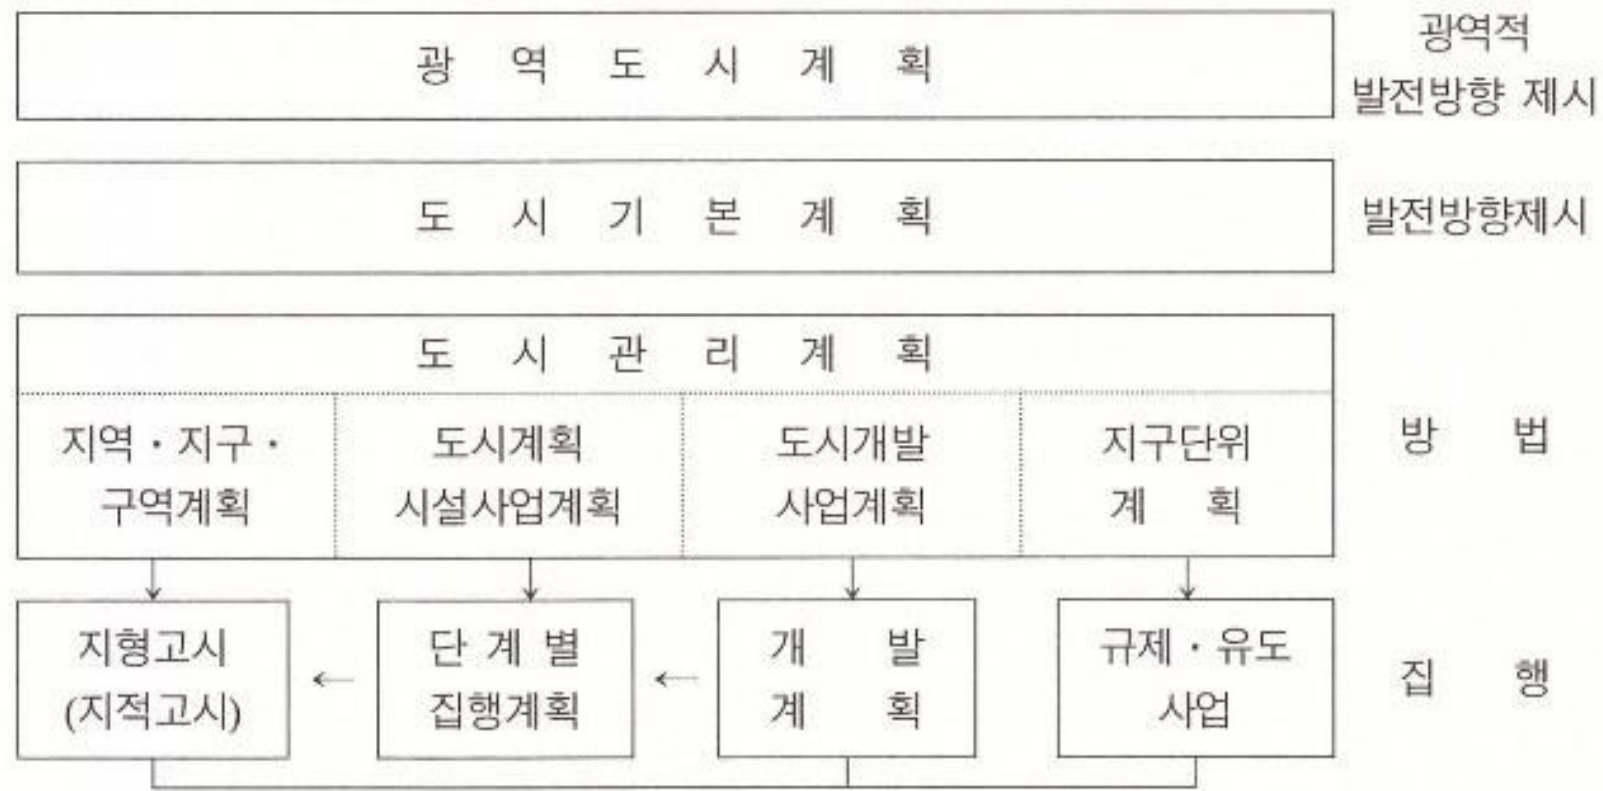 광 역 도 시 계 획
광역적
발전방향 제시
도 시 기 본 계 획
발전방향제시
도 시 관 리 계 획
지역 · 지구 ·
구역계획
도시계획
시설사업계획
도시개발
사업계획
지구단위
계 획
방 법
지형고시
(지적고시)
←
단 계 별
집행계획
←
개 발
계 획
규제 · 유도
사업
집 행